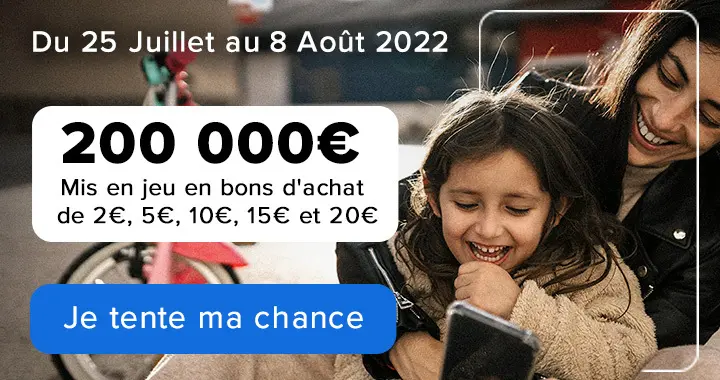 Du 25 Juillet au 8 Août 2022
200 000€
Mis en jeu en bons d'achat
de 2€, 5€, 10€, 15€ et 20€
Je tente ma chance